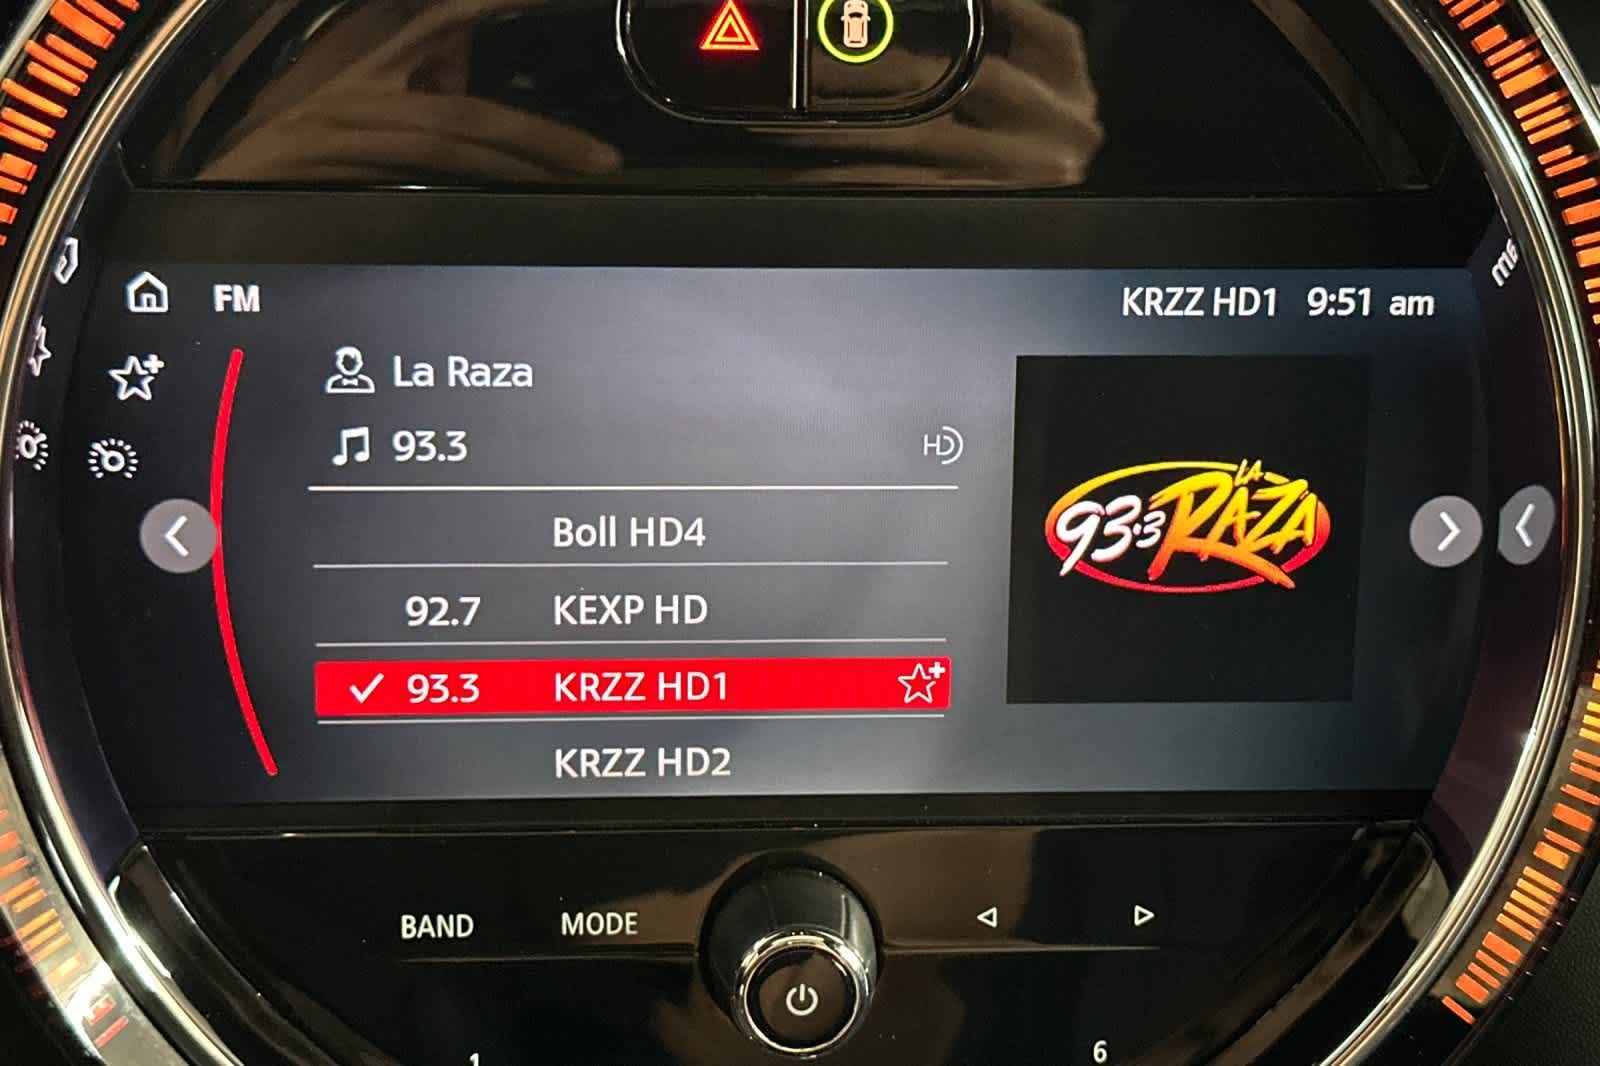 FM
KRZZ HD1 9:51 am
La Raza
93.3
HD
Boll HD4
92.7 KEXP HD
93.3 KRZZ HD1
KRZZ HD2
LA
93.3 RAZA
me
BAND MODE
1 6